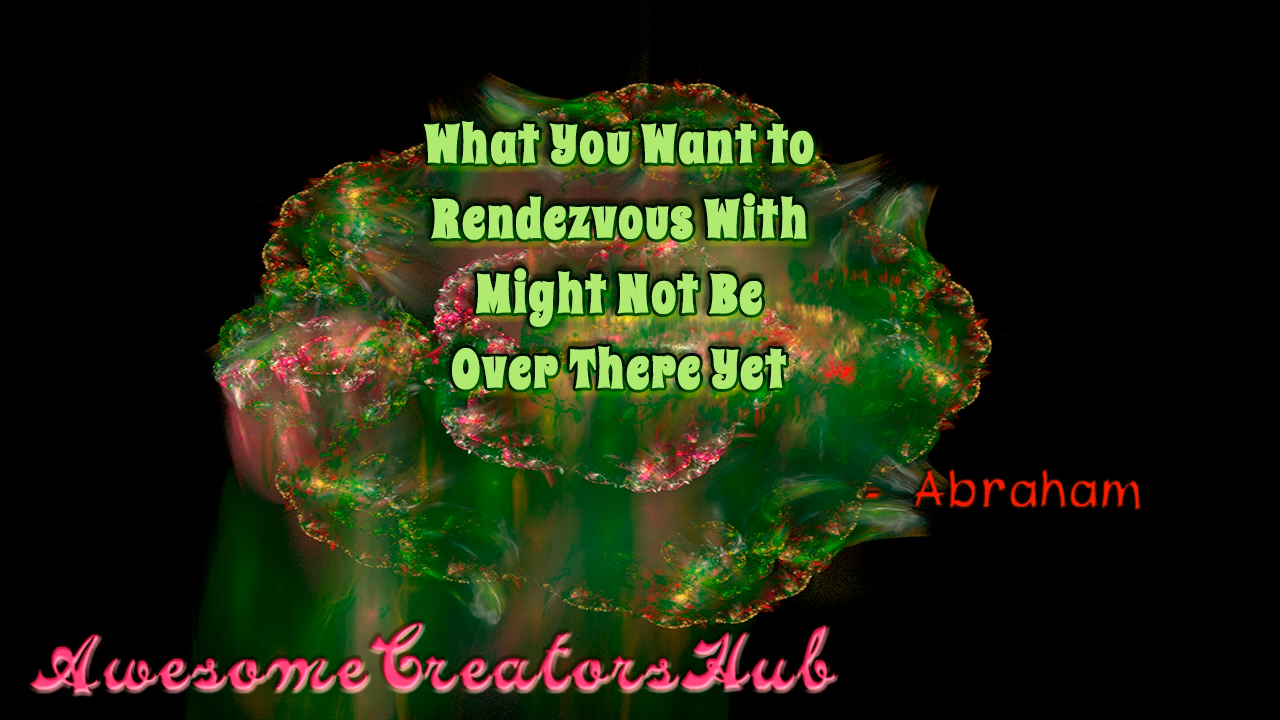 What You Want to
Rendezvous With
Might Not Be
Over There Yet
- Abraham
AwesomeCreatorsHub